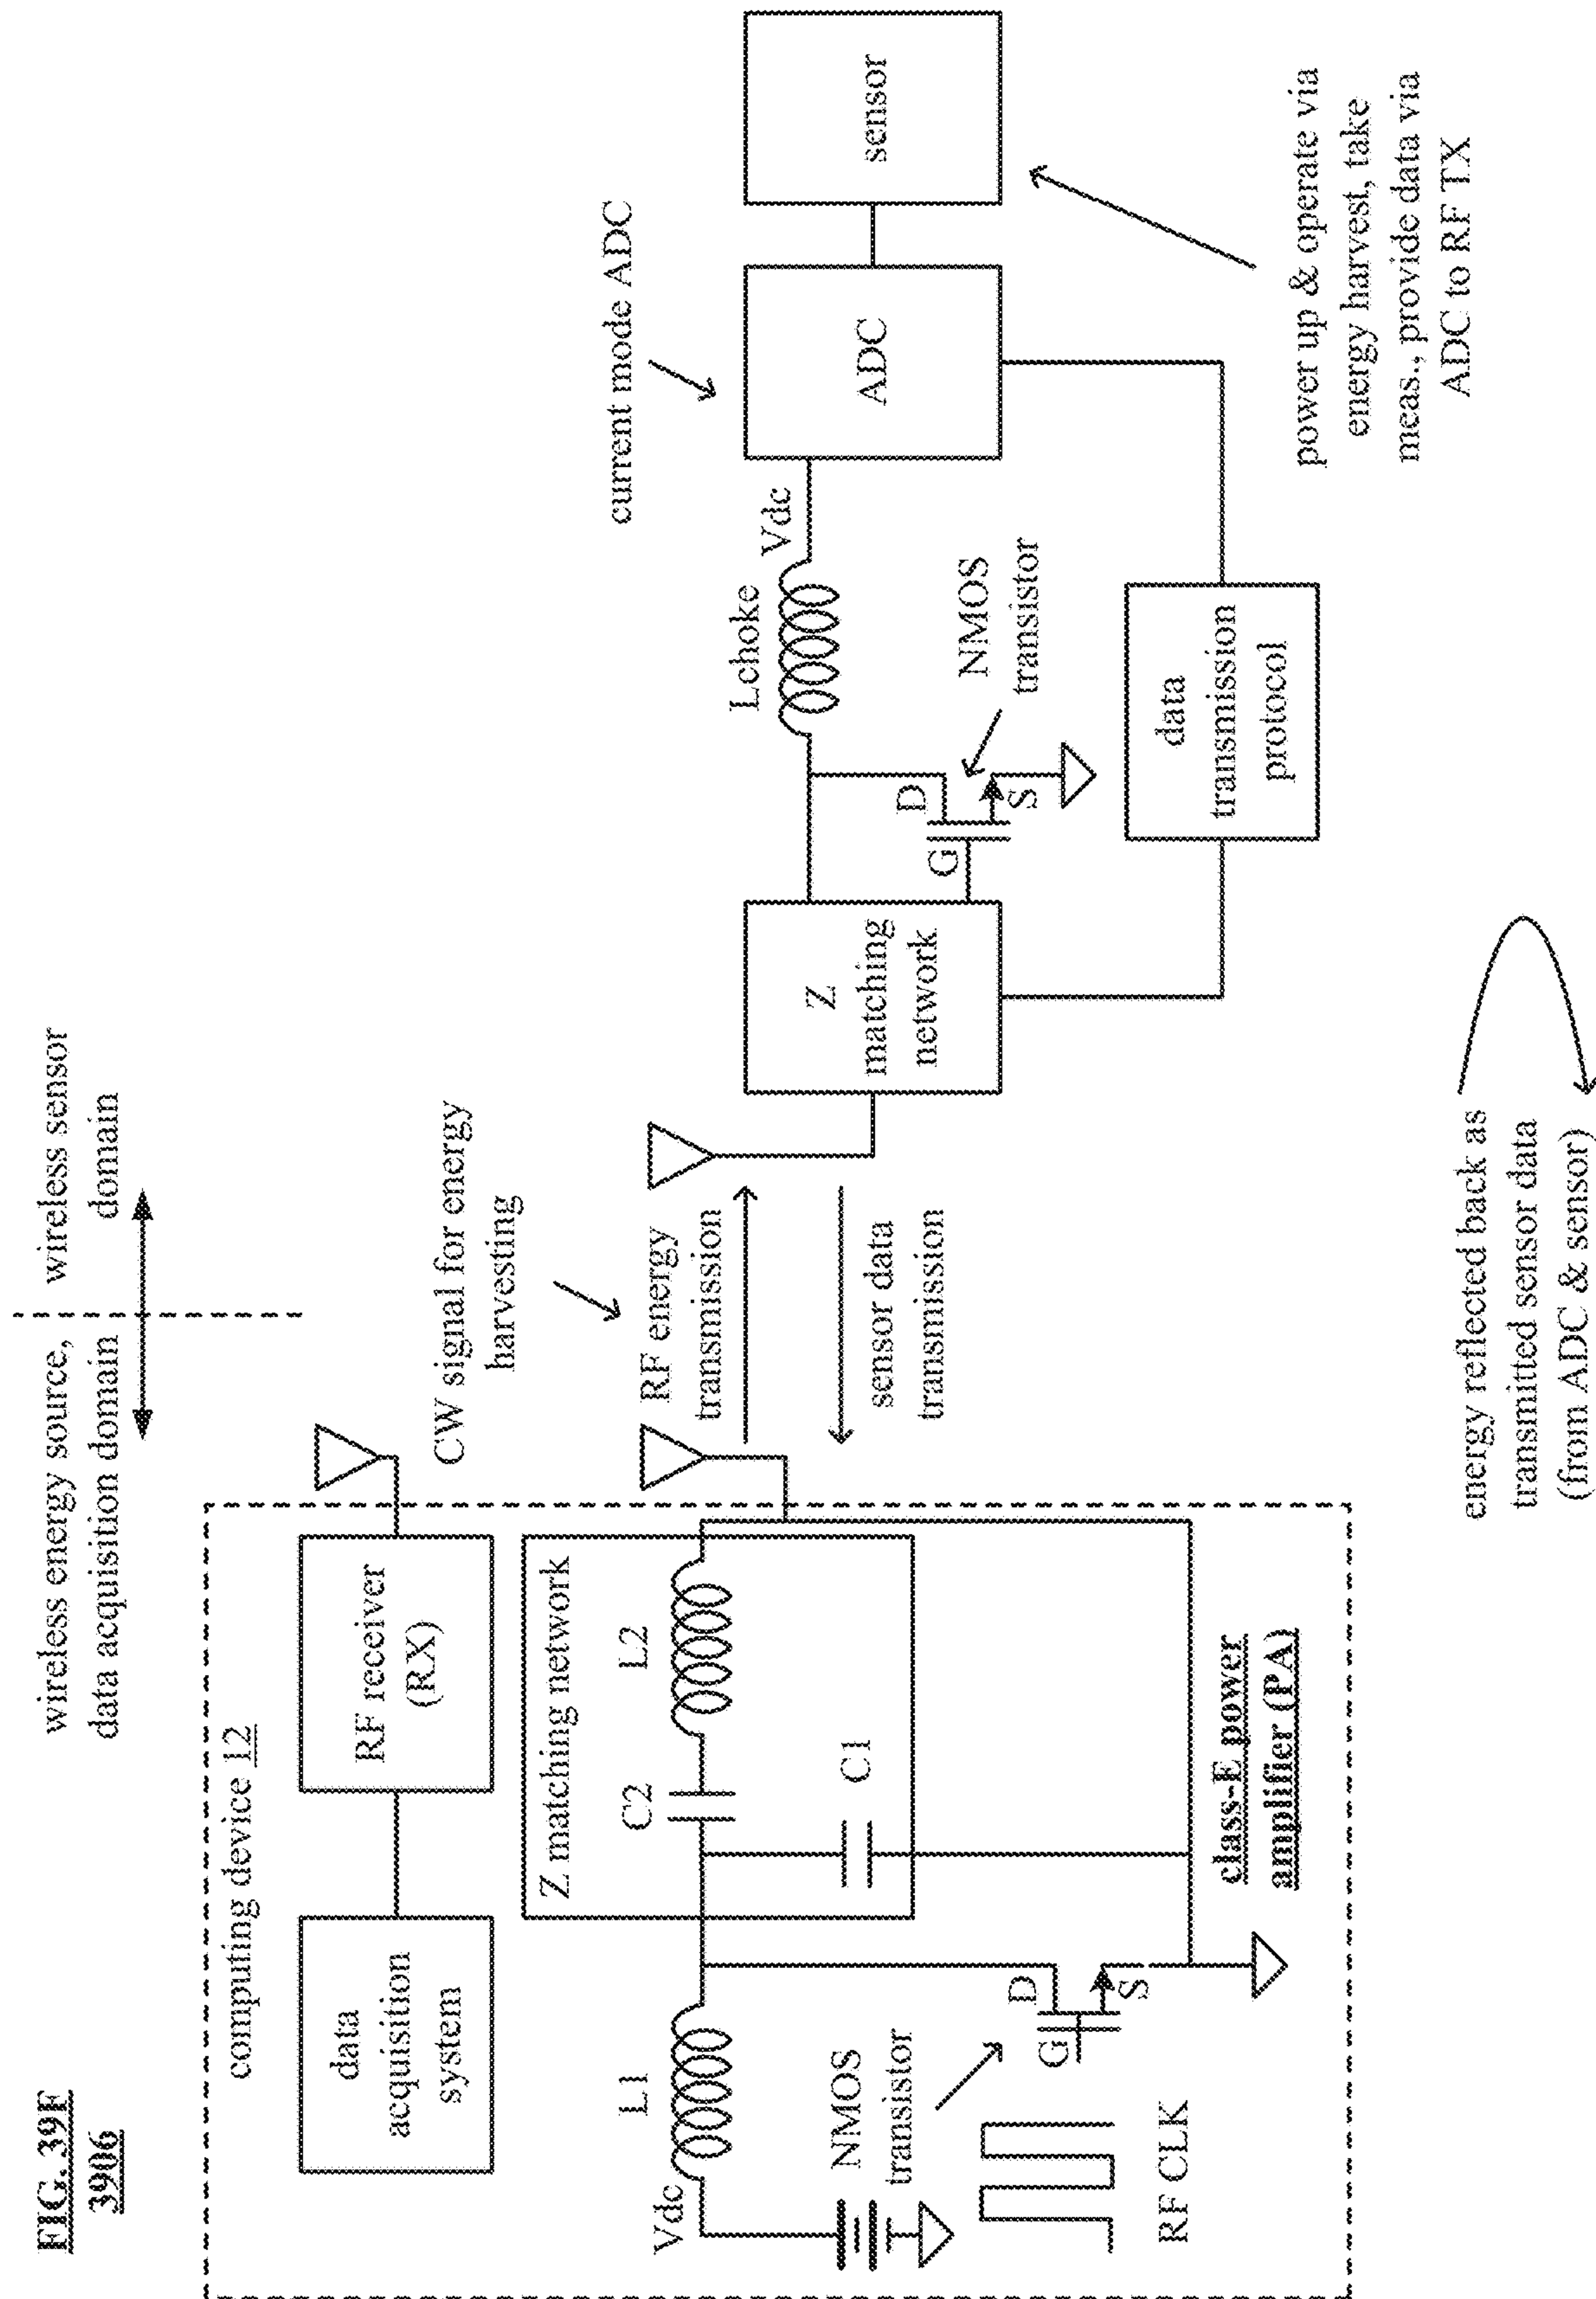 FIG. 39F
3906
wireless energy source,
data acquisition domain
wireless sensor
domain
computing device 12
data
acquisition
system
RF receiver
(RX)
CW signal for energy
harvesting
Z matching network
L1
Vdc
C2
L2
C1
NMOS
transistor
G
D
S
RF CLK
class-E power
amplifier (PA)
RF energy
transmission
sensor data
transmission
Z
matching
network
Lchoke
Vdc
G
D
S
NMOS
transistor
current mode ADC
ADC
sensor
data
transmission
protocol
power up & operate via
energy harvest, take
meas., provide data via
ADC to RF TX
energy reflected back as
transmitted sensor data
(from ADC & sensor)